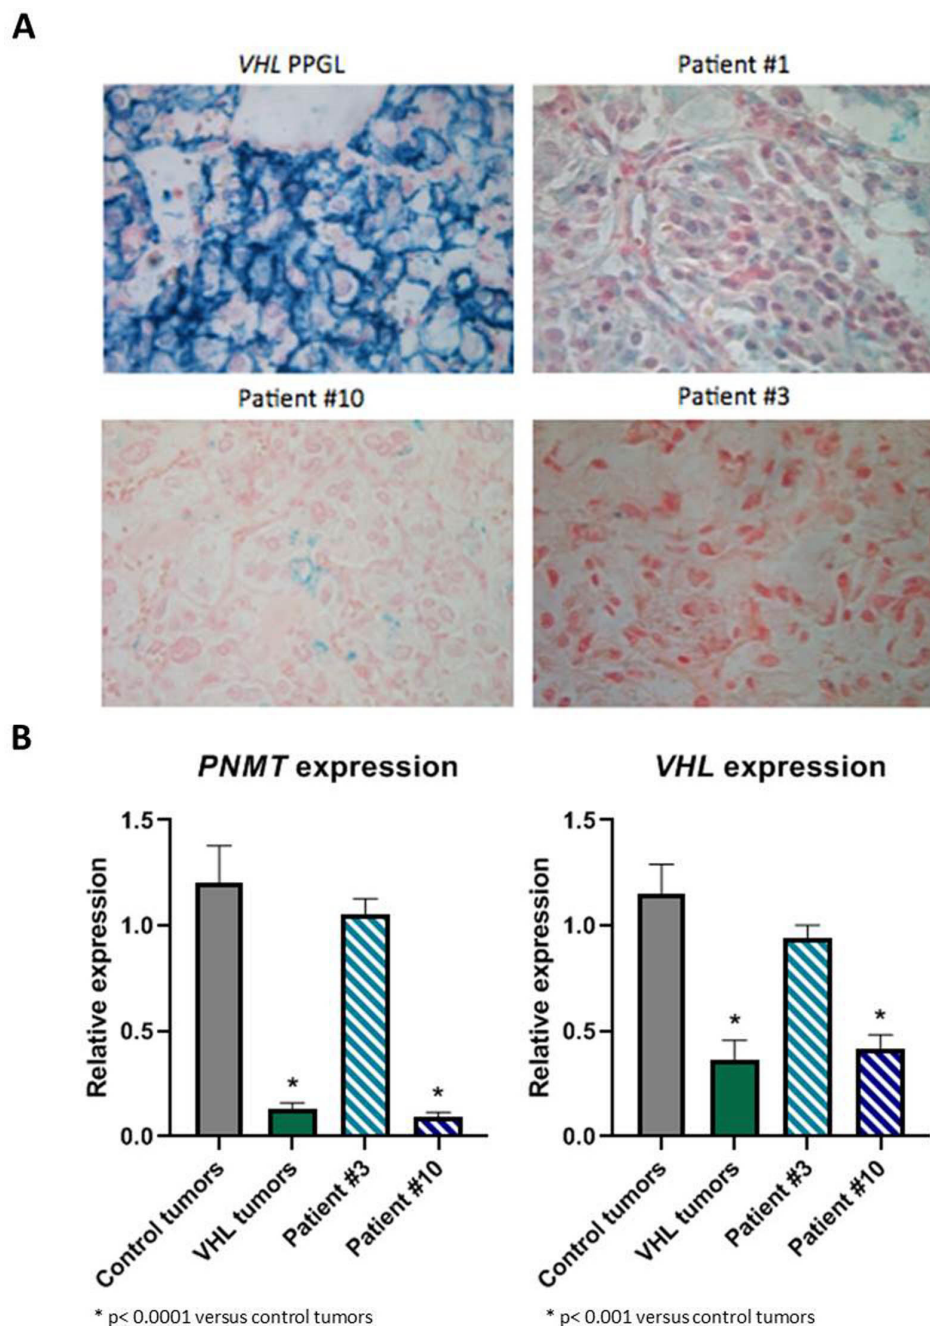 A
VHL PPGL
Patient #1
Patient #10
Patient #3
B
PNMT expression
VHL expression
Relative expression
1.5
1.0
0.5
0.0
*
*
Control tumors
VHL tumors
Patient #3
Patient #10
* p< 0.0001 versus control tumors
Relative expression
1.5
1.0
0.5
0.0
*
*
Control tumors
VHL tumors
Patient #3
Patient #10
* p< 0.001 versus control tumors